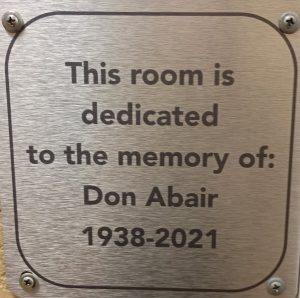 This room is
dedicated
to the memory of:
Don Abair
1938-2021